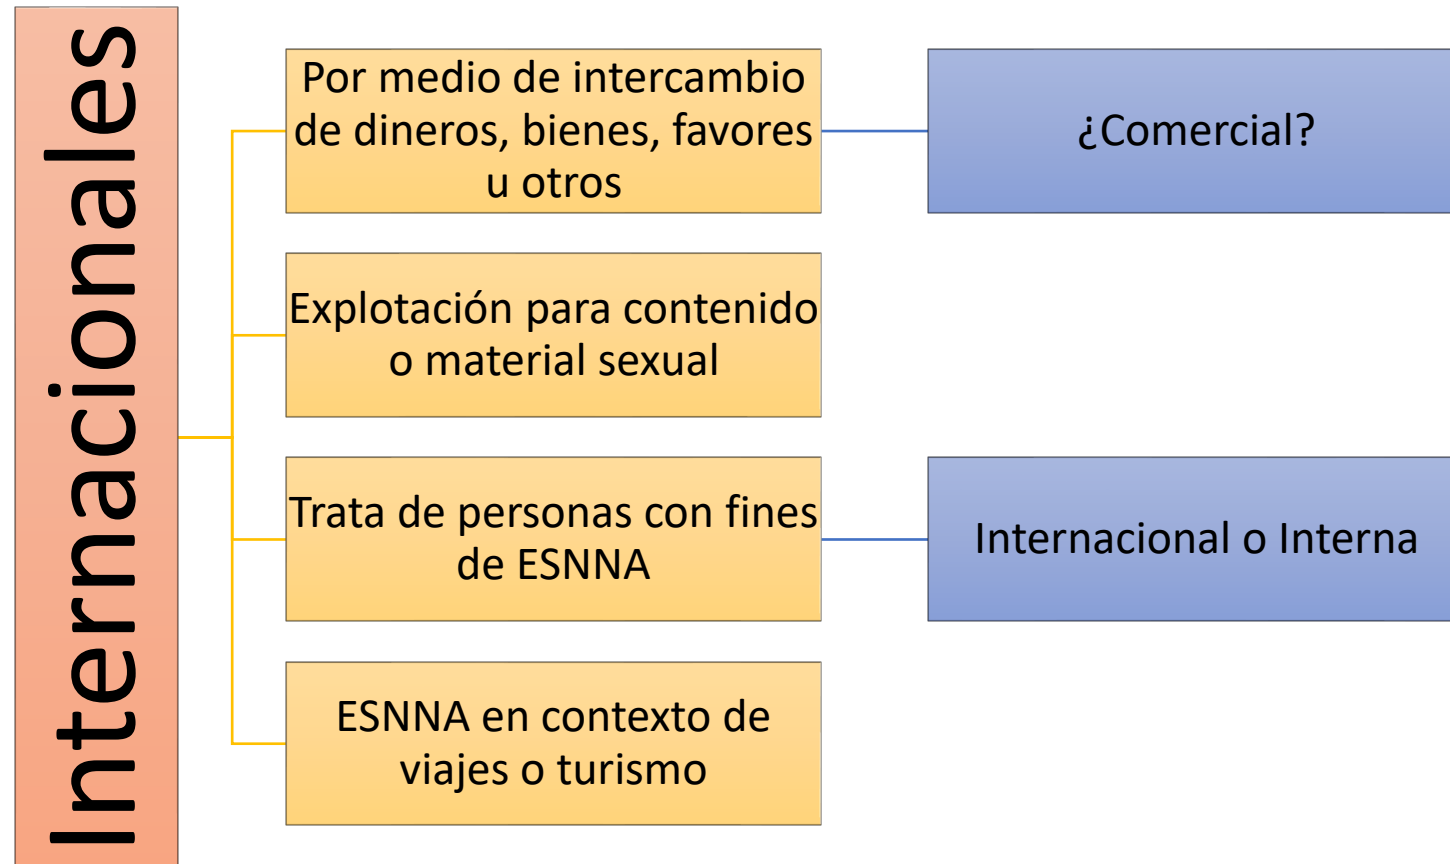 Internacionales
Por medio de intercambio
de dineros, bienes, favores
u otros
¿Comercial?
Explotación para contenido
o material sexual
Trata de personas con fines
de ESNNA
Internacional o Interna
ESNNA en contexto de
viajes o turismo